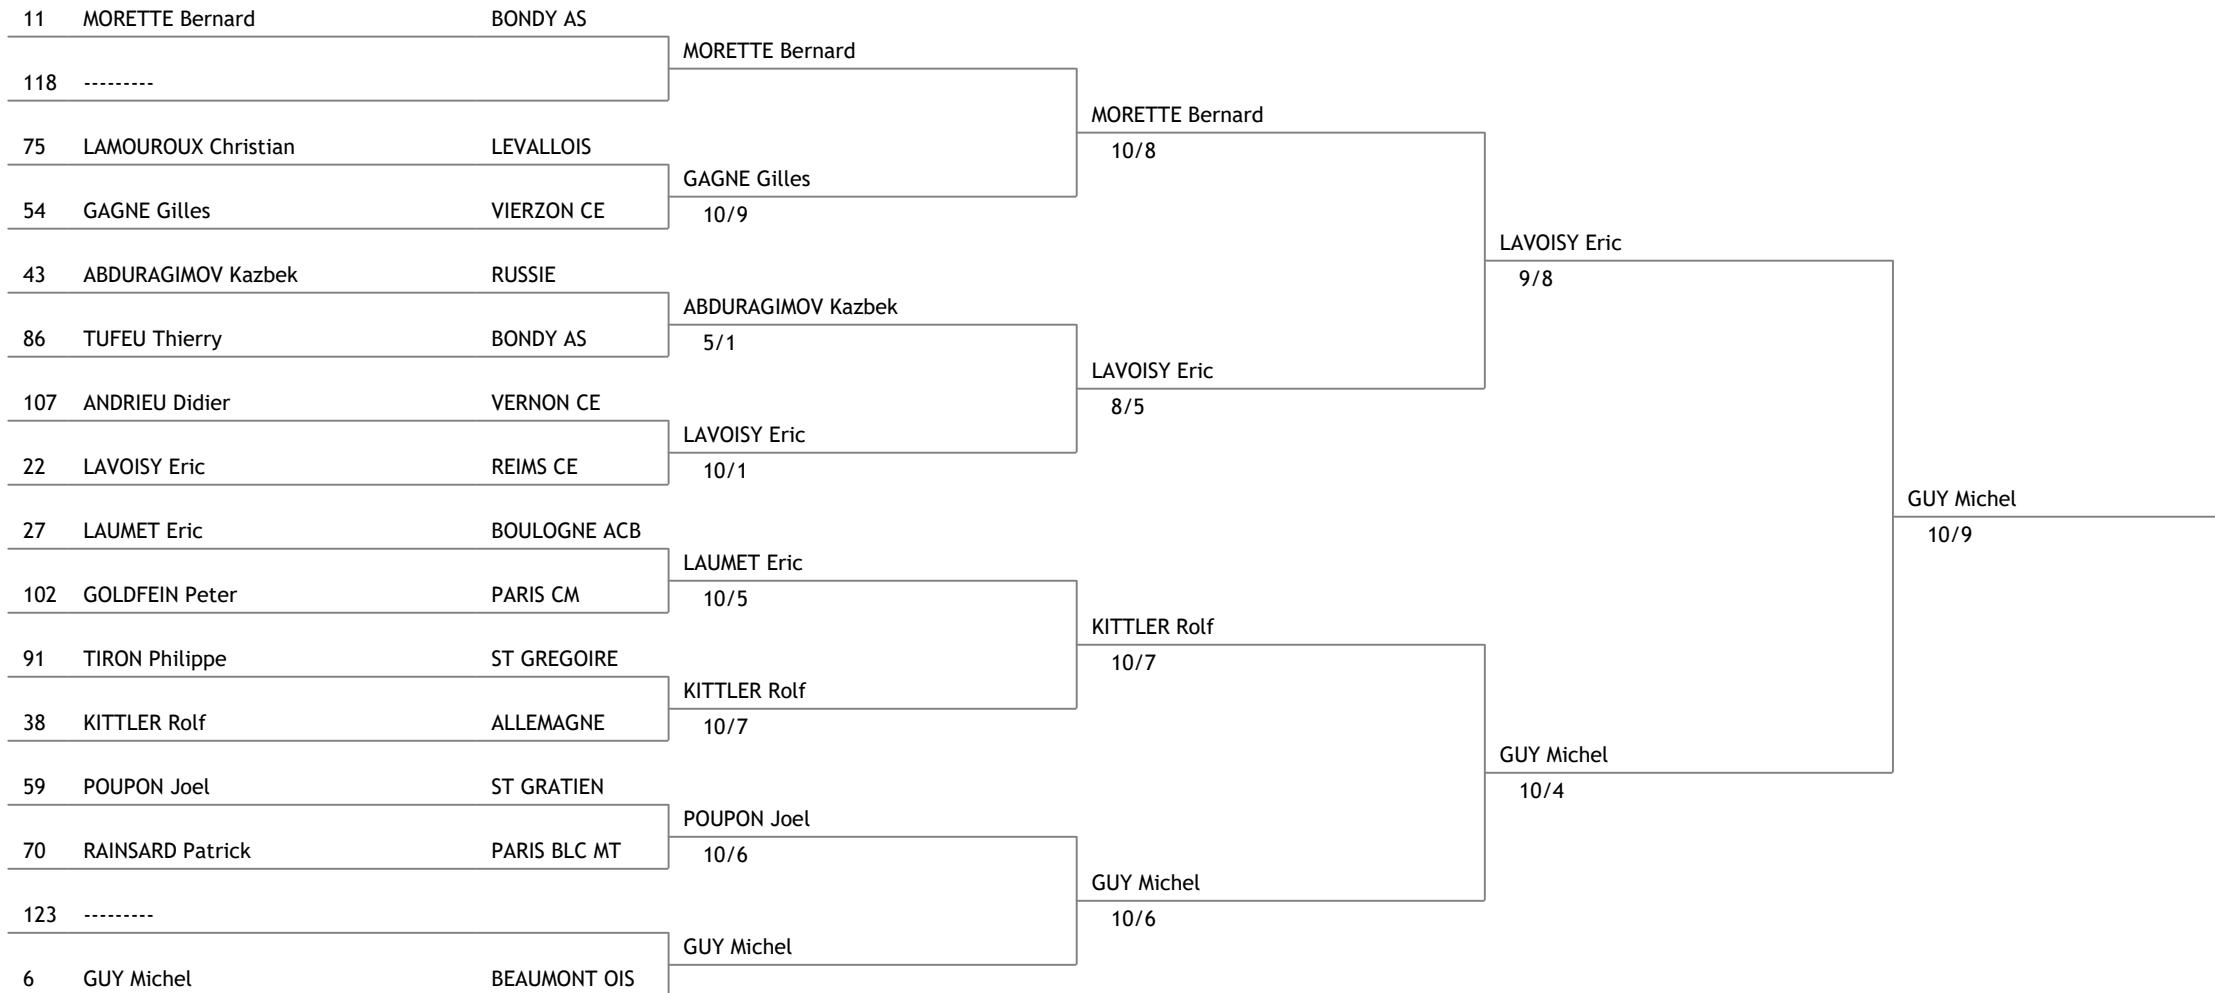 11 MORETTE Bernard BONDY AS
MORETTE Bernard
118 ---------
MORETTE Bernard
10/8
75 LAMOUROUX Christian LEVALLOIS
GAGNE Gilles
10/9
54 GAGNE Gilles VIERZON CE
LAVOISY Eric
9/8
43 ABDURAGIMOV Kazbek RUSSIE
ABDURAGIMOV Kazbek
5/1
86 TUFEU Thierry BONDY AS
LAVOISY Eric
8/5
107 ANDRIEU Didier VERNON CE
LAVOISY Eric
10/1
22 LAVOISY Eric REIMS CE
GUY Michel
10/9
27 LAUMET Eric BOULOGNE ACB
LAUMET Eric
10/5
102 GOLDFEIN Peter PARIS CM
KITTLER Rolf
10/7
91 TIRON Philippe ST GREGOIRE
KITTLER Rolf
10/7
38 KITTLER Rolf ALLEMAGNE
GUY Michel
10/4
59 POUPON Joel ST GRATIEN
POUPON Joel
10/6
70 RAINSARD Patrick PARIS BLC MT
GUY Michel
10/6
123 ---------
GUY Michel
6 GUY Michel BEAUMONT OIS